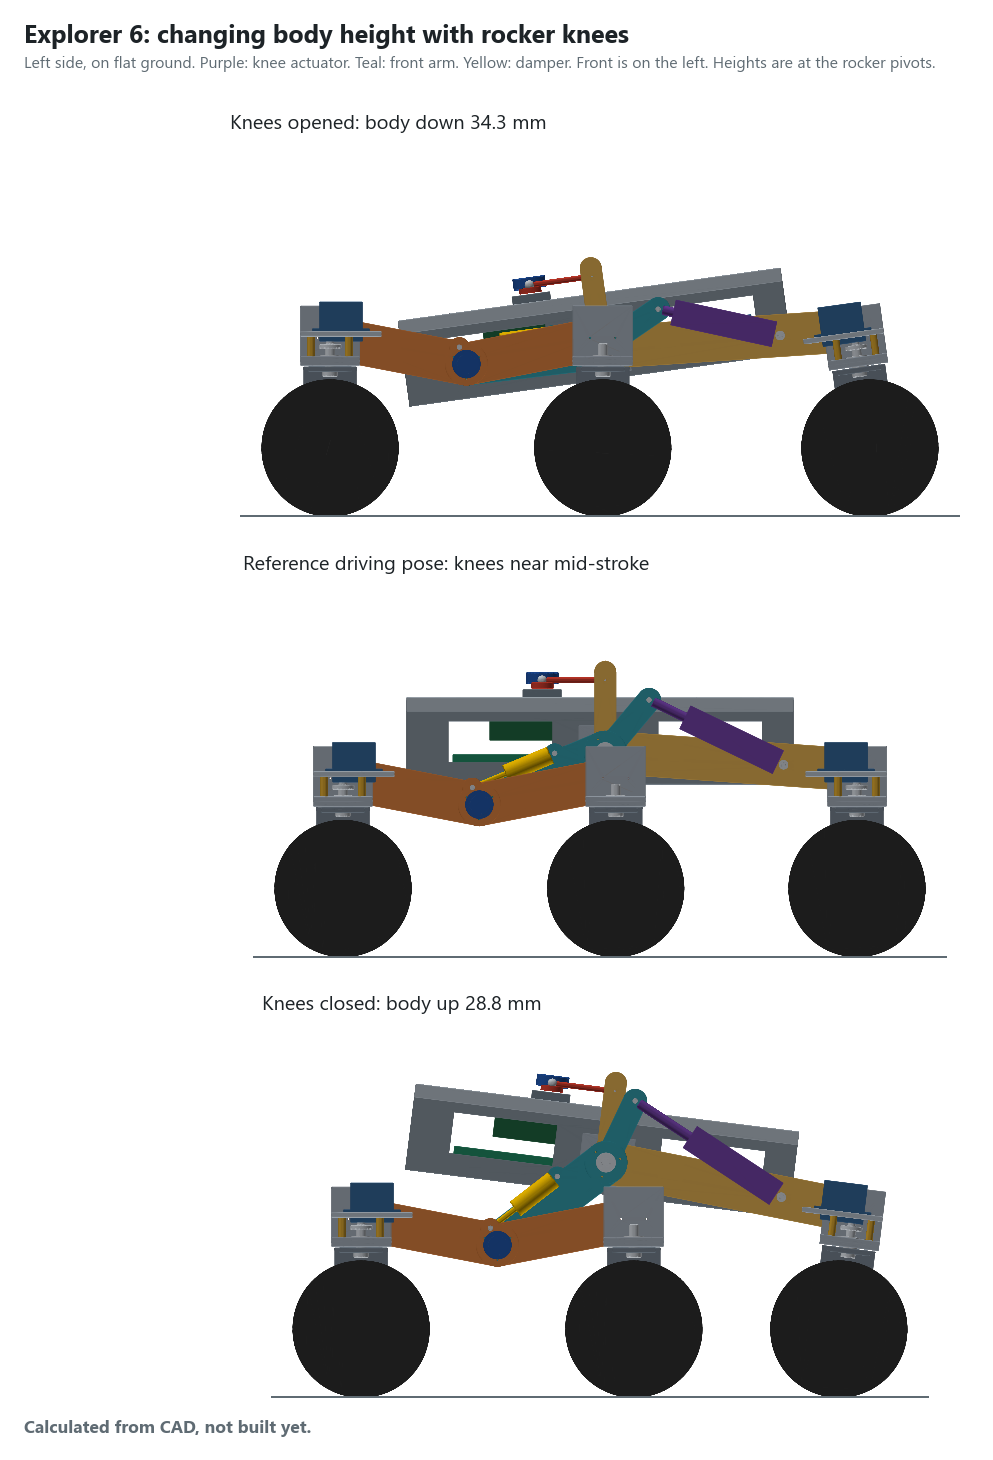 Explorer 6: changing body height with rocker knees
Left side, on flat ground. Purple: knee actuator. Teal: front arm. Yellow: damper. Front is on the left. Heights are at the rocker pivots.
Knees opened: body down 34.3 mm
Reference driving pose: knees near mid-stroke
Knees closed: body up 28.8 mm
Calculated from CAD, not built yet.